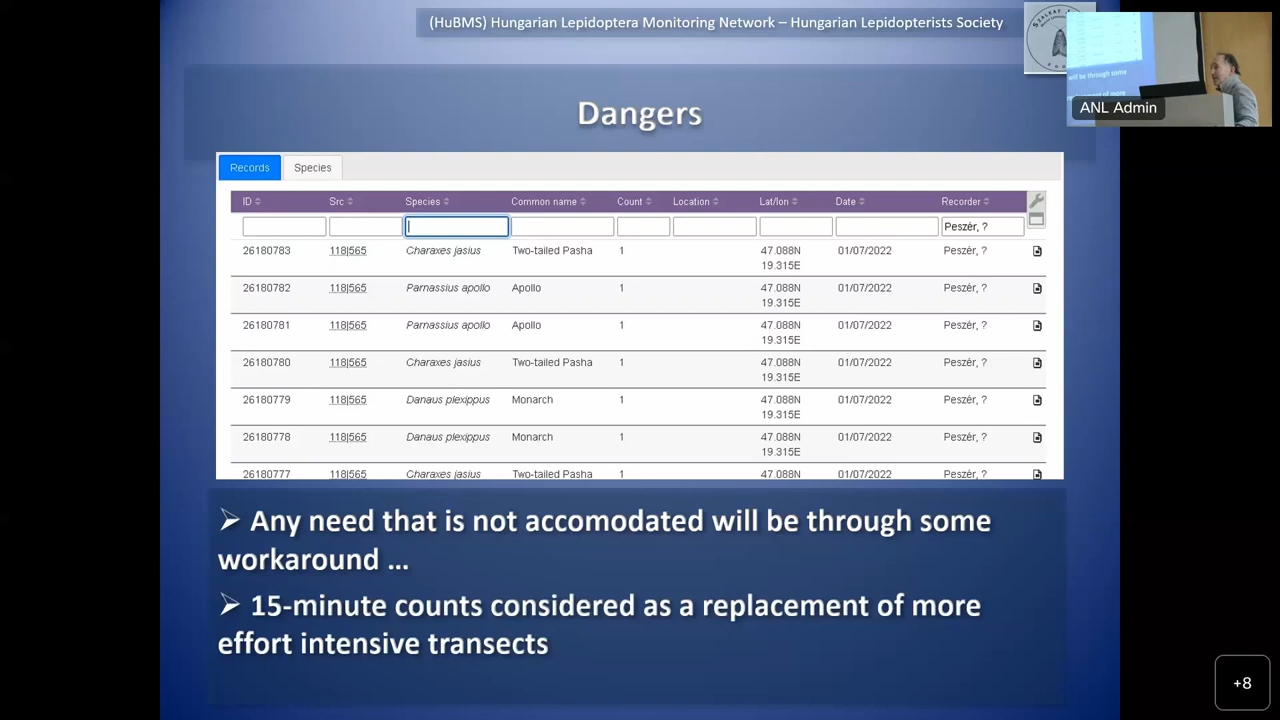 (HuBMS) Hungarian Lepidoptera Monitoring Network – Hungarian Lepidopterists Society
Dangers
will be through some
replacement of more
ANL Admin
Records Species
ID Src Species Common name Count Location Lat/lon Date Recorder
Peszér, ?
26180783 118|565 Charaxes jasius Two-tailed Pasha 1 47.088N 01/07/2022 Peszér, ?
19.315E
26180782 118|565 Parnassius apollo Apollo 1 47.088N 01/07/2022 Peszér, ?
19.315E
26180781 118|565 Parnassius apollo Apollo 1 47.088N 01/07/2022 Peszér, ?
19.315E
26180780 118|565 Charaxes jasius Two-tailed Pasha 1 47.088N 01/07/2022 Peszér, ?
19.315E
26180779 118|565 Danaus plexippus Monarch 1 47.088N 01/07/2022 Peszér, ?
19.315E
26180778 118|565 Danaus plexippus Monarch 1 47.088N 01/07/2022 Peszér, ?
19.315E
26180777 118|565 Charaxes jasius Two-tailed Pasha 1 47.088N 01/07/2022 Peszér, ?
➢ Any need that is not accomodated will be through some
workaround ...
➢ 15-minute counts considered as a replacement of more
effort intensive transects
+8